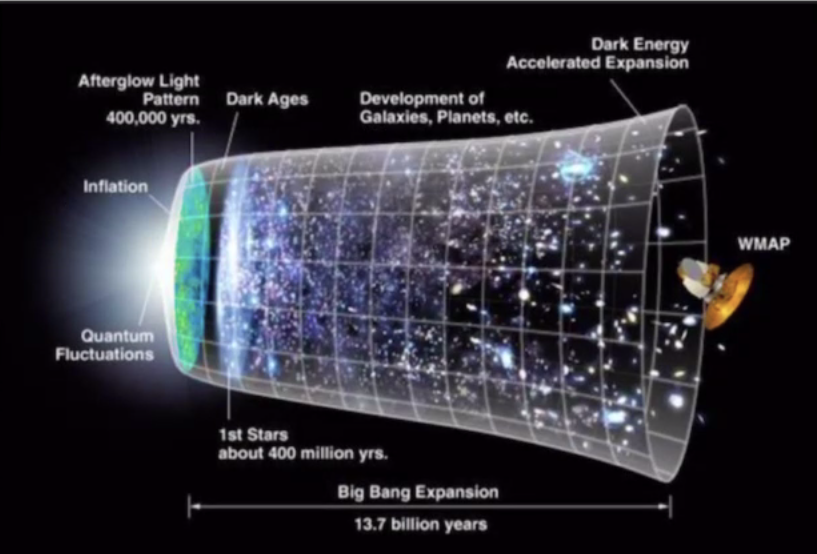 Dark Energy
Accelerated Expansion
Afterglow Light
Pattern
400,000 yrs.
Dark Ages
Development of
Galaxies, Planets, etc.
Inflation
WMAP
Quantum
Fluctuations
1st Stars
about 400 million yrs.
Big Bang Expansion
13.7 billion years